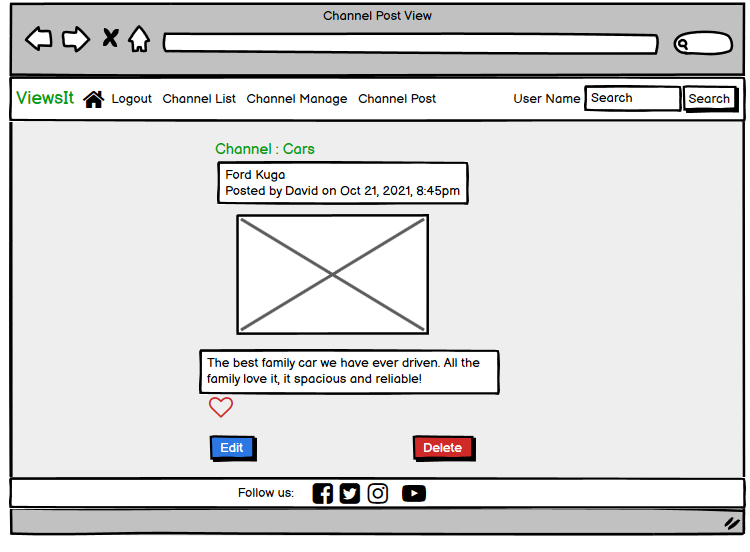 Channel Post View
ViewsIt Logout Channel List Channel Manage Channel Post User Name Search Search
Channel : Cars
Ford Kuga
Posted by David on Oct 21, 2021, 8:45pm
The best family car we have ever driven. All the
family love it, it spacious and reliable!
Edit Delete
Follow us: